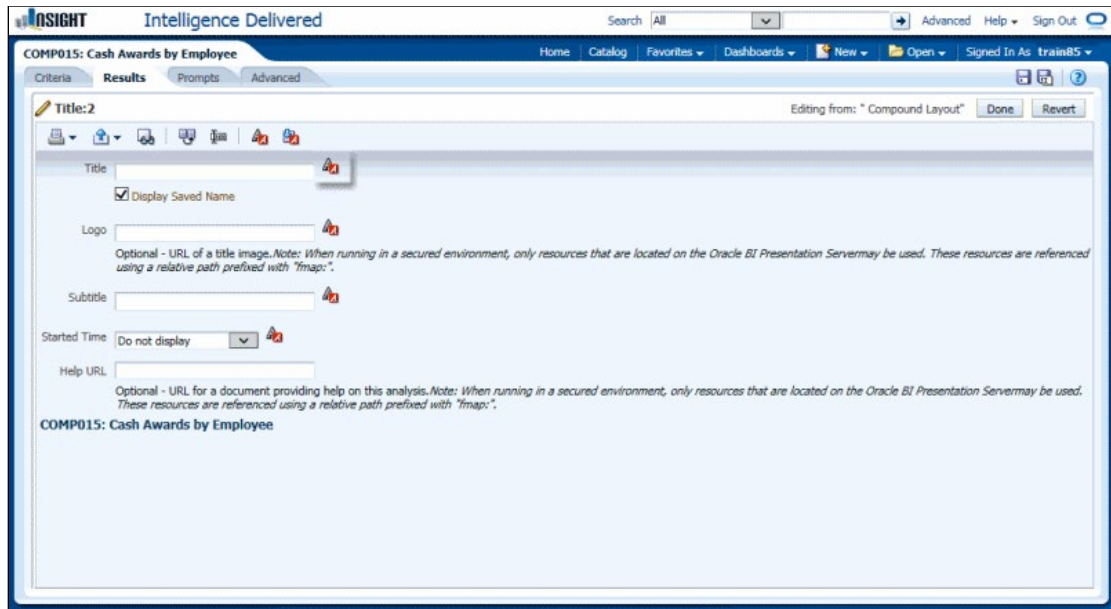 INSIGHT Intelligence Delivered Search All Advanced Help Sign Out
COMP015: Cash Awards by Employee Home Catalog Favorites Dashboards New Open Signed In As train85
Criteria Results Prompts Advanced
Title:2 Editing from: " Compound Layout" Done Revert
Title
Display Saved Name
Logo
Optional - URL of a title image.Note: When running in a secured environment, only resources that are located on the Oracle BI Presentation Servermay be used. These resources are referenced
using a relative path prefixed with "fmap:".
Subtitle
Started Time Do not display
Help URL
Optional - URL for a document providing help on this analysis.Note: When running in a secured environment, only resources that are located on the Oracle BI Presentation Servermay be used.
These resources are referenced using a relative path prefixed with "fmap:".
COMP015: Cash Awards by Employee